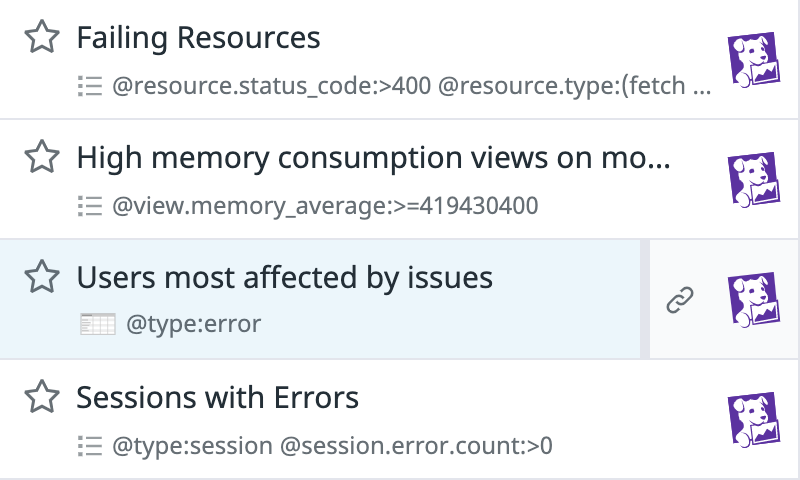 Failing Resources
@resource.status_code:>400 @resource.type:(fetch ...
High memory consumption views on mo...
@view.memory_average:>=419430400
Users most affected by issues
@type:error
Sessions with Errors
@type:session @session.error.count:>0